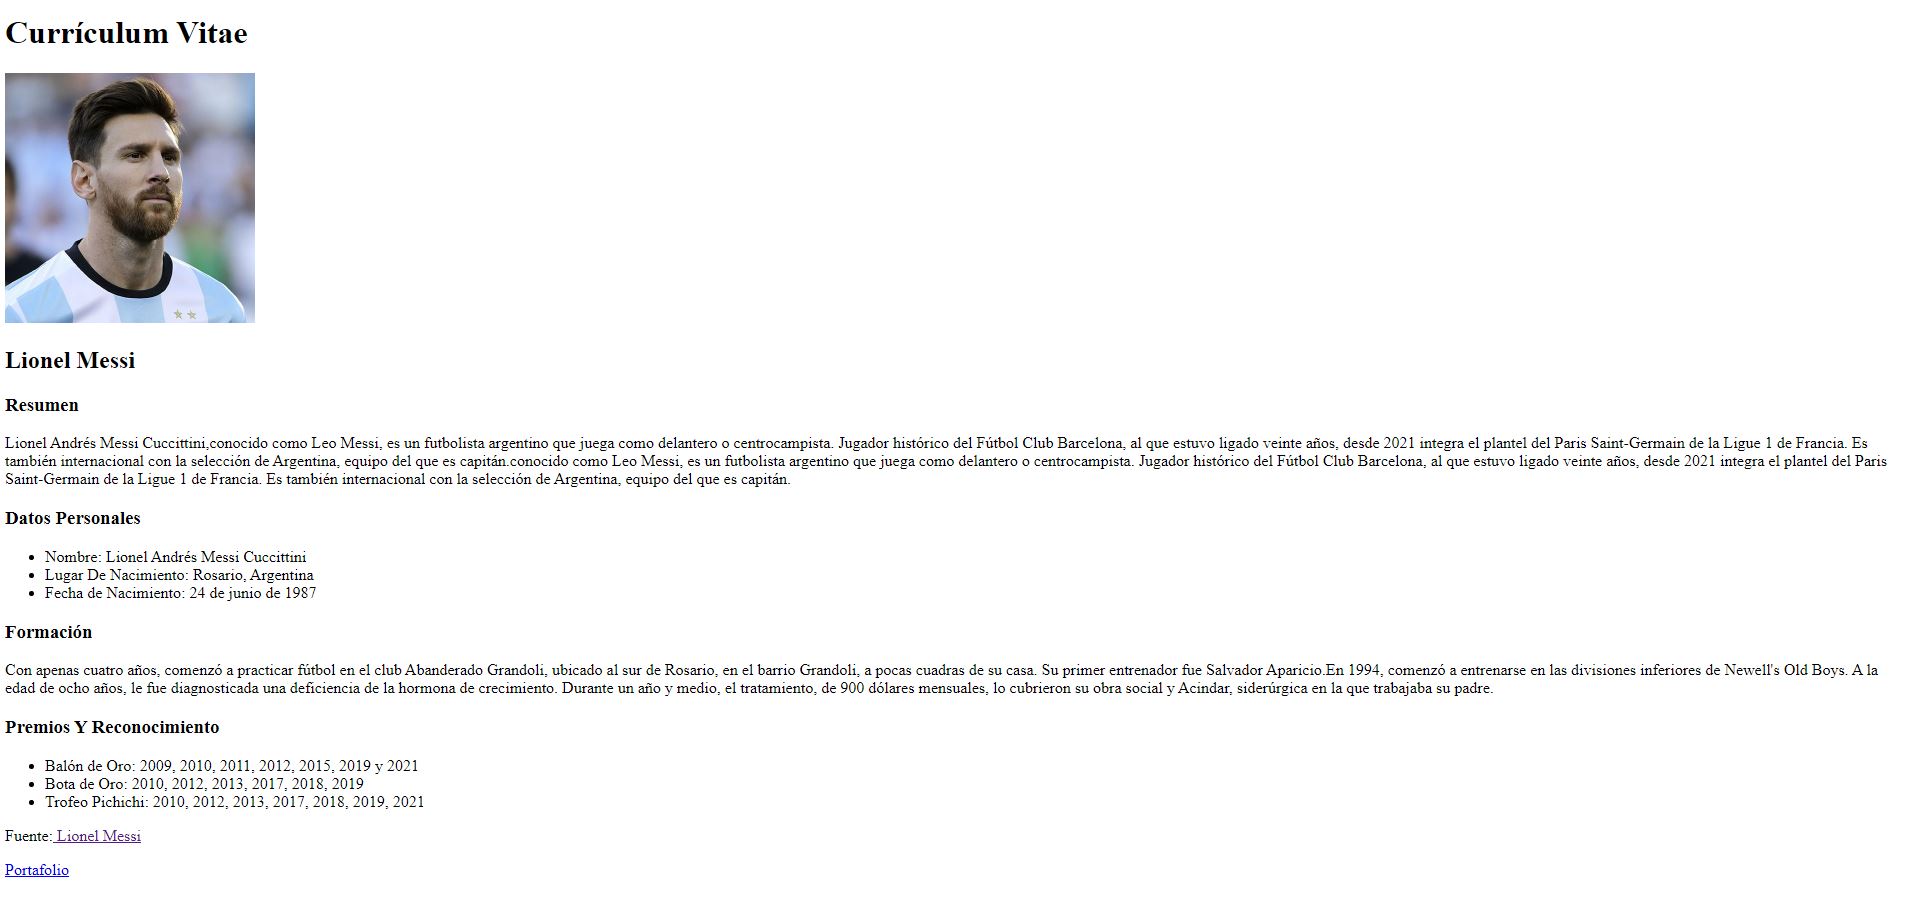 Currículum Vitae
Lionel Messi
Resumen
Lionel Andrés Messi Cuccittini,conocido como Leo Messi, es un futbolista argentino que juega como delantero o centrocampista. Jugador histórico del Fútbol Club Barcelona, al que estuvo ligado veinte años, desde 2021 integra el plantel del Paris Saint-Germain de la Ligue 1 de Francia. Es
también internacional con la selección de Argentina, equipo del que es capitán.conocido como Leo Messi, es un futbolista argentino que juega como delantero o centrocampista. Jugador histórico del Fútbol Club Barcelona, al que estuvo ligado veinte años, desde 2021 integra el plantel del Paris
Saint-Germain de la Ligue 1 de Francia. Es también internacional con la selección de Argentina, equipo del que es capitán.
Datos Personales
• Nombre: Lionel Andrés Messi Cuccittini
• Lugar De Nacimiento: Rosario, Argentina
• Fecha de Nacimiento: 24 de junio de 1987
Formación
Con apenas cuatro años, comenzó a practicar fútbol en el club Abanderado Grandoli, ubicado al sur de Rosario, en el barrio Grandoli, a pocas cuadras de su casa. Su primer entrenador fue Salvador Aparicio.En 1994, comenzó a entrenarse en las divisiones inferiores de Newell's Old Boys. A la
edad de ocho años, le fue diagnosticada una deficiencia de la hormona de crecimiento. Durante un año y medio, el tratamiento, de 900 dólares mensuales, lo cubrieron su obra social y Acindar, siderúrgica en la que trabajaba su padre.
Premios Y Reconocimiento
• Balón de Oro: 2009, 2010, 2011, 2012, 2015, 2019 y 2021
• Bota de Oro: 2010, 2012, 2013, 2017, 2018, 2019
• Trofeo Pichichi: 2010, 2012, 2013, 2017, 2018, 2019, 2021
Fuente: Lionel Messi
Portafolio